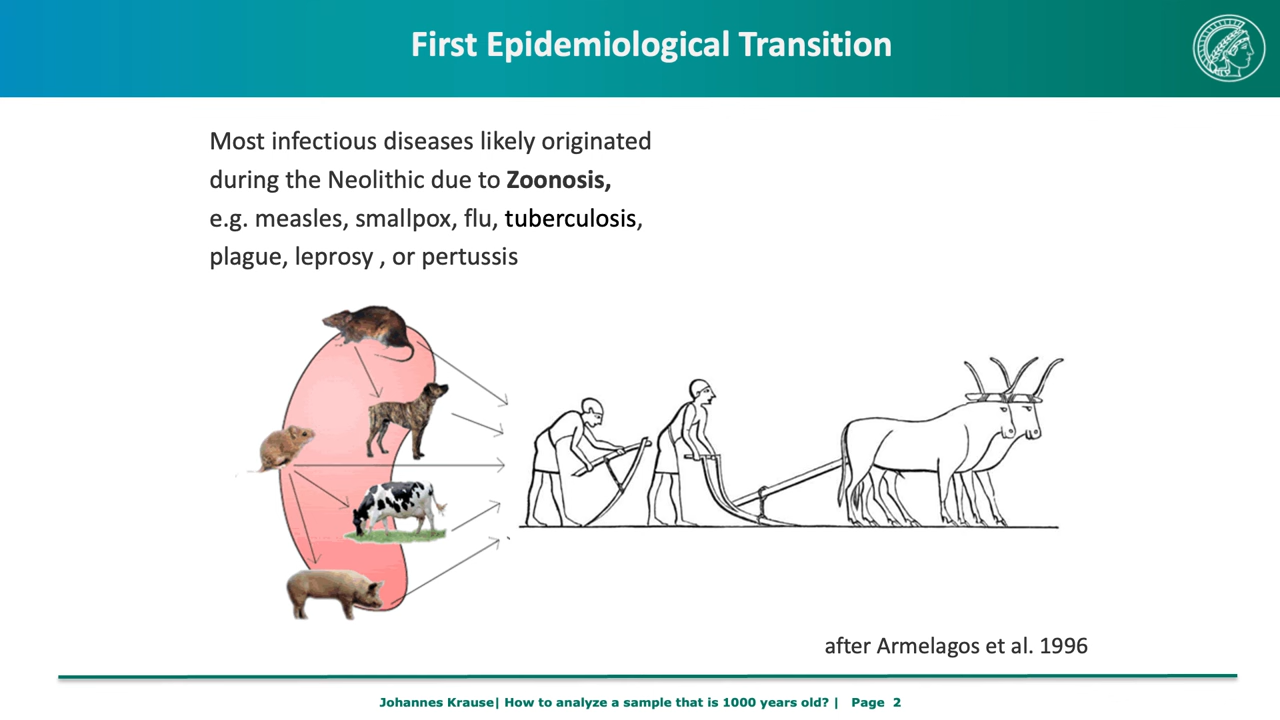 First Epidemiological Transition
Most infectious diseases likely originated
during the Neolithic due to Zoonosis,
e.g. measles, smallpox, flu, tuberculosis,
plague, leprosy , or pertussis
after Armelagos et al. 1996
Johannes Krause| How to analyze a sample that is 1000 years old? | Page 2